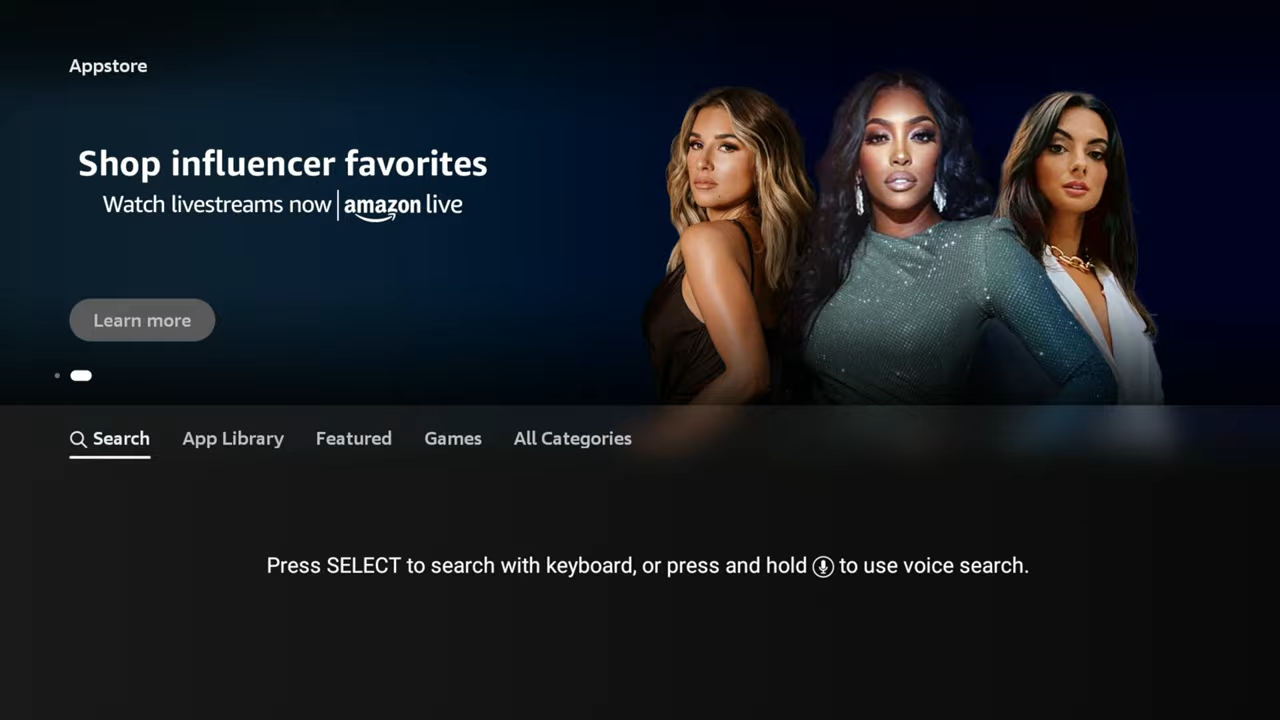 Appstore
Shop influencer favorites
Watch livestreams now | amazon live
Learn more
Search App Library Featured Games All Categories
Press SELECT to search with keyboard, or press and hold to use voice search.